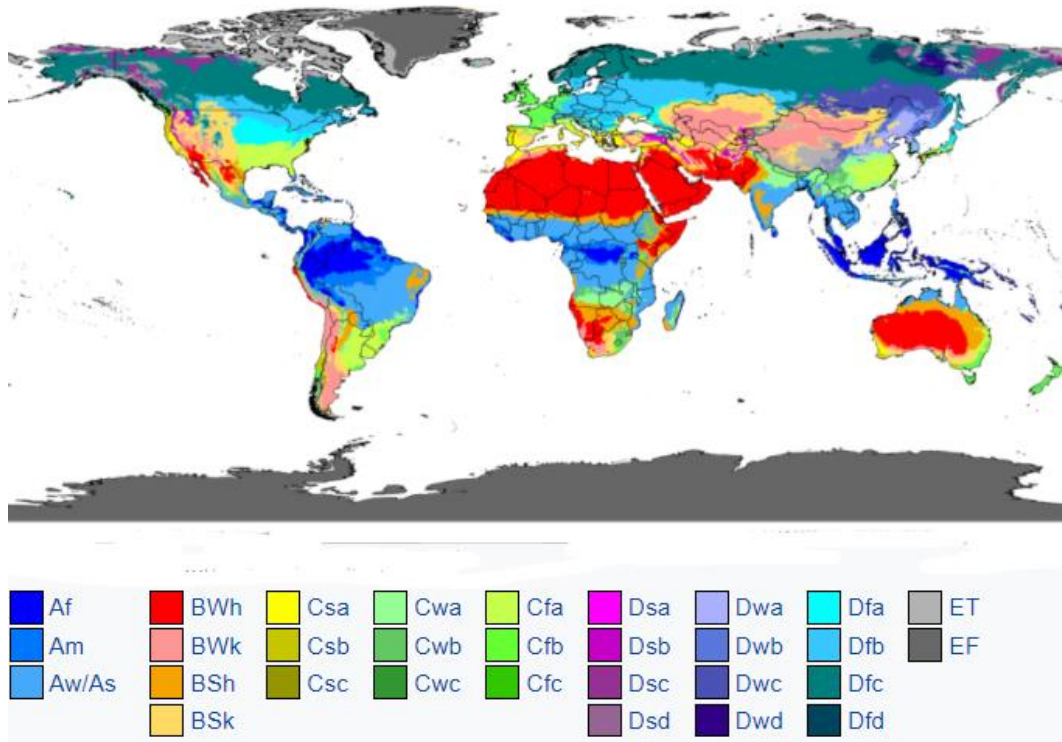 Af BWh Csa Cwa Cfa Dsa Dwa Dfa ET
Am BWk Csb Cwb Cfb Dsb Dwb Dfb EF
Aw/As BSh Csc Cwc Cfc Dsc Dwc Dfc
BSk Dsd Dwd Dfd